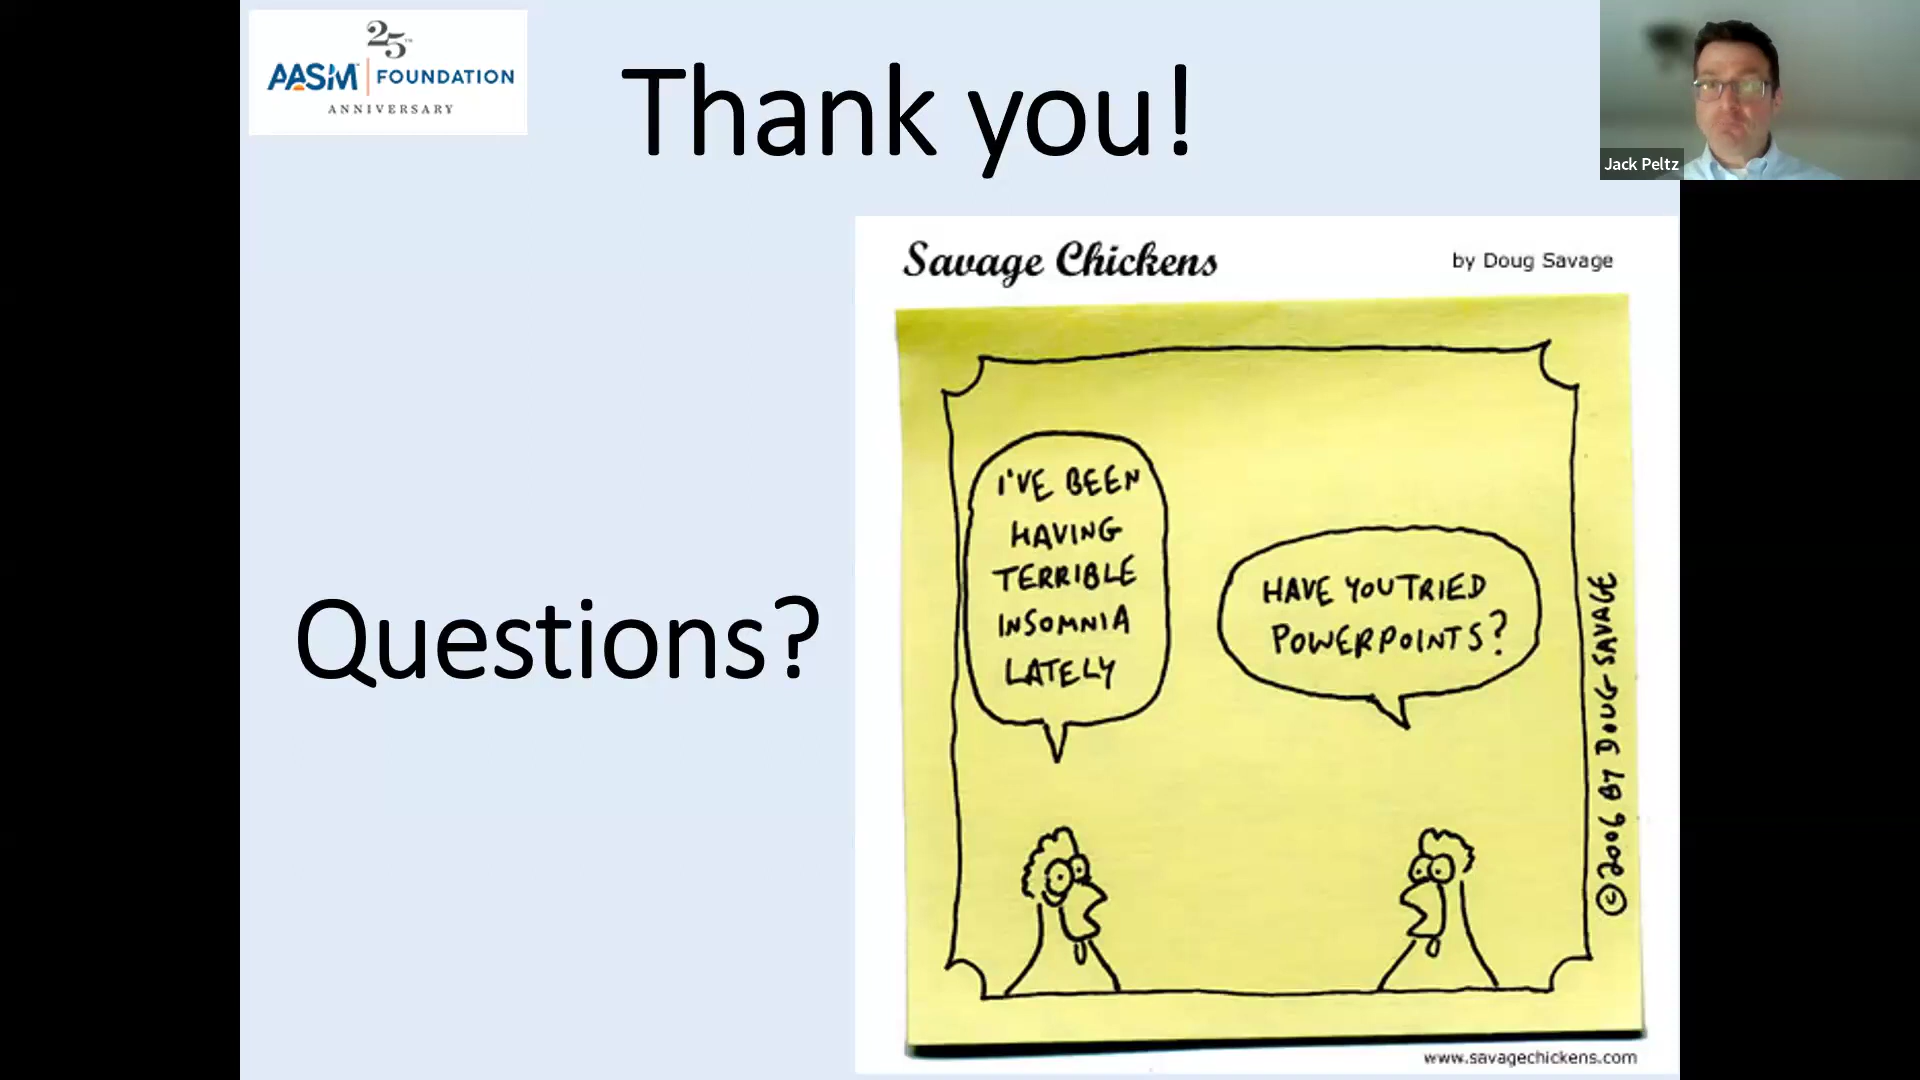 25TH
AASM FOUNDATION
ANNIVERSARY
Thank you!
Jack Peltz
Questions?
Savage Chickens
by Doug Savage
I'VE BEEN
HAVING
TERRIBLE
INSOMNIA
LATELY
HAVE YOU TRIED
POWERPOINTS?
©2006 BY DOUG SAVAGE
www.savagechickens.com